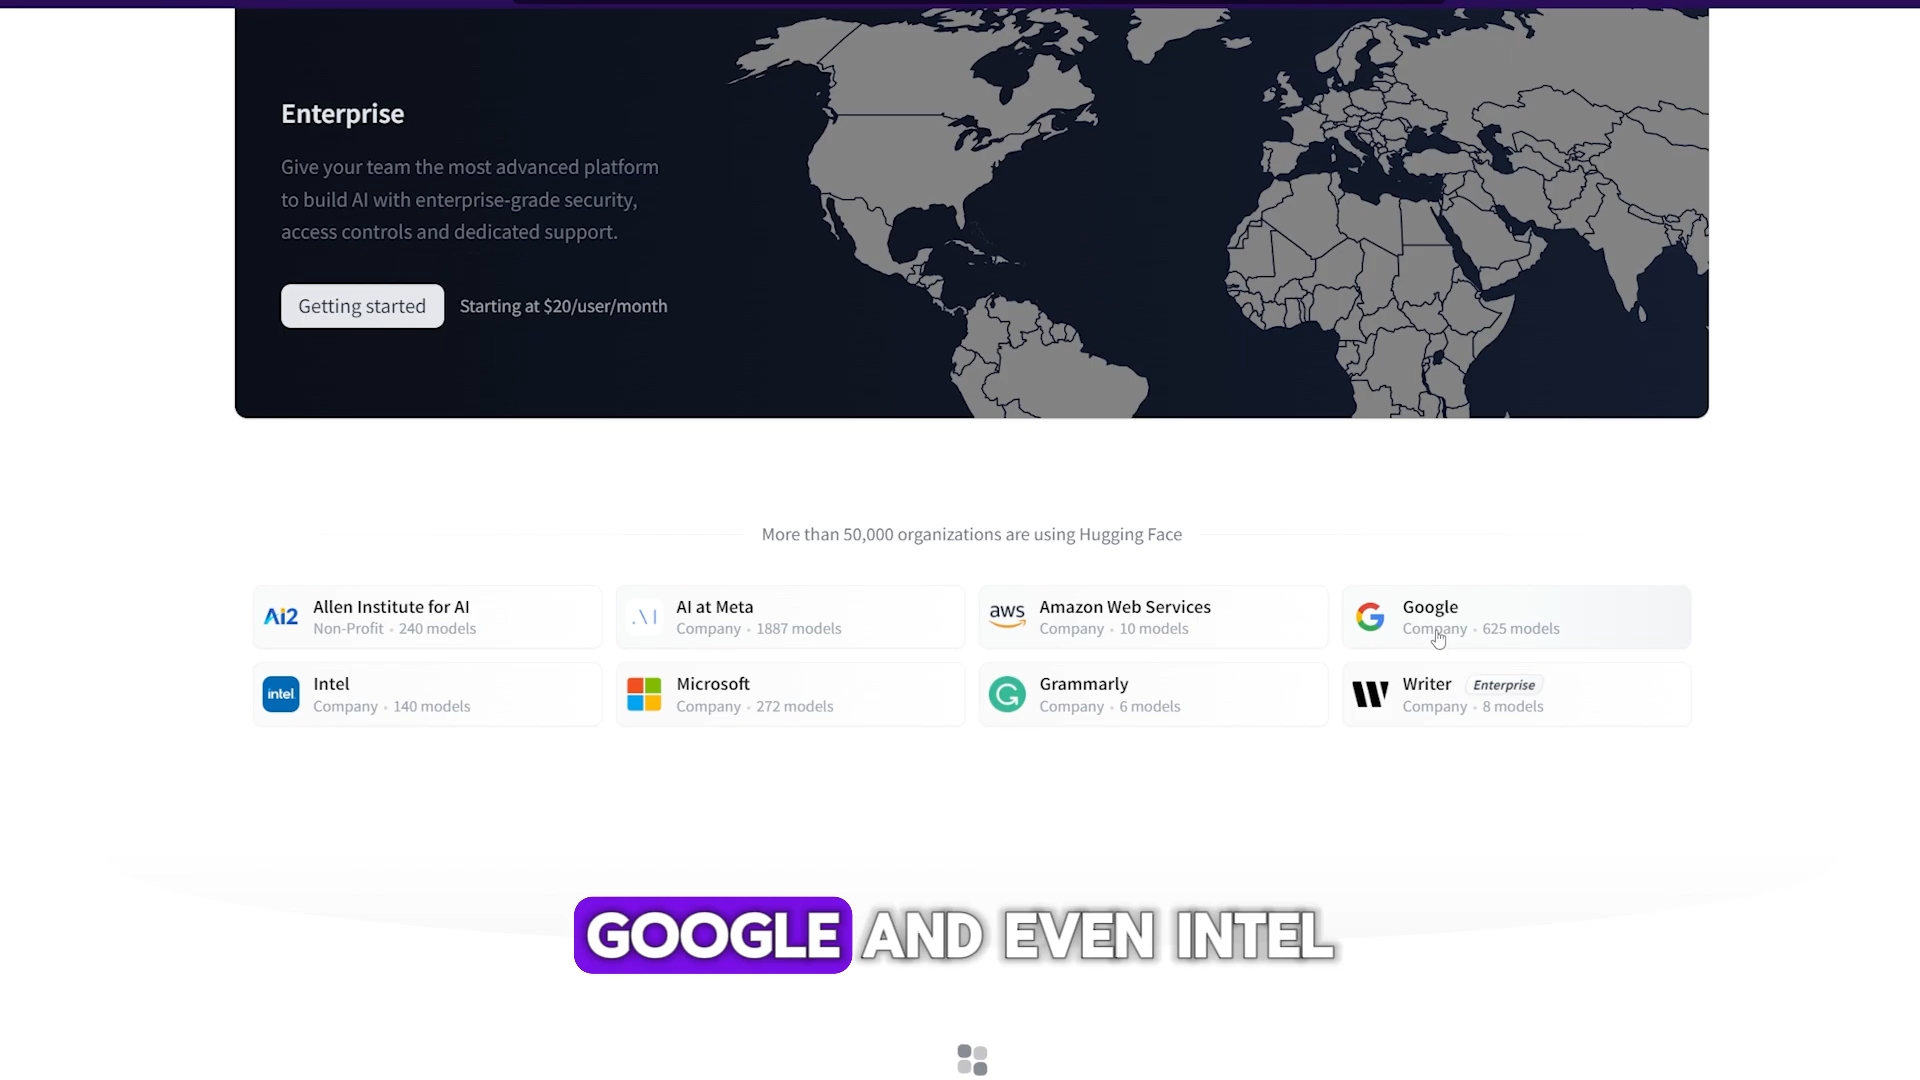 Enterprise
Give your team the most advanced platform
to build AI with enterprise-grade security,
access controls and dedicated support.
Getting started Starting at $20/user/month
More than 50,000 organizations are using Hugging Face
Ai2 Allen Institute for AI
Non-Profit • 240 models
AI at Meta
Company • 1887 models
aws Amazon Web Services
Company • 10 models
Google
Company • 625 models
intel Intel
Company • 140 models
Microsoft
Company • 272 models
Grammarly
Company • 6 models
Writer Enterprise
Company • 8 models
GOOGLE AND EVEN INTEL